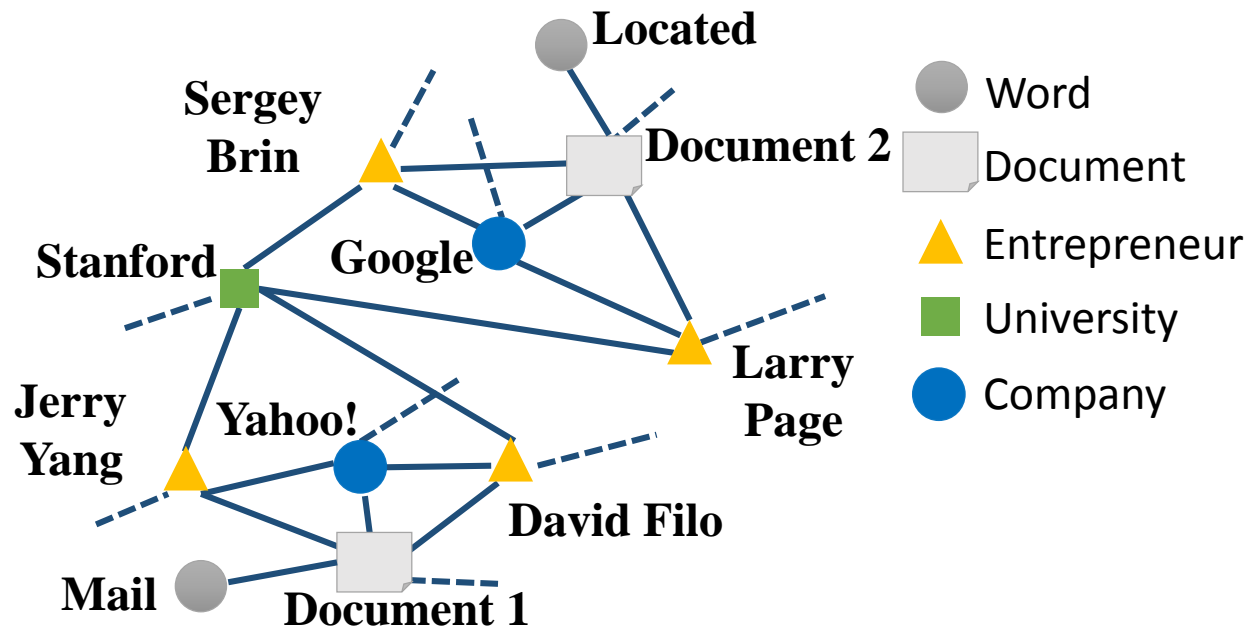 Located
Sergey
Brin
Document 2
Stanford
Google
Larry
Page
Jerry
Yang
Yahoo!
David Filo
Mail
Document 1
Word
Document
Entrepreneur
University
Company